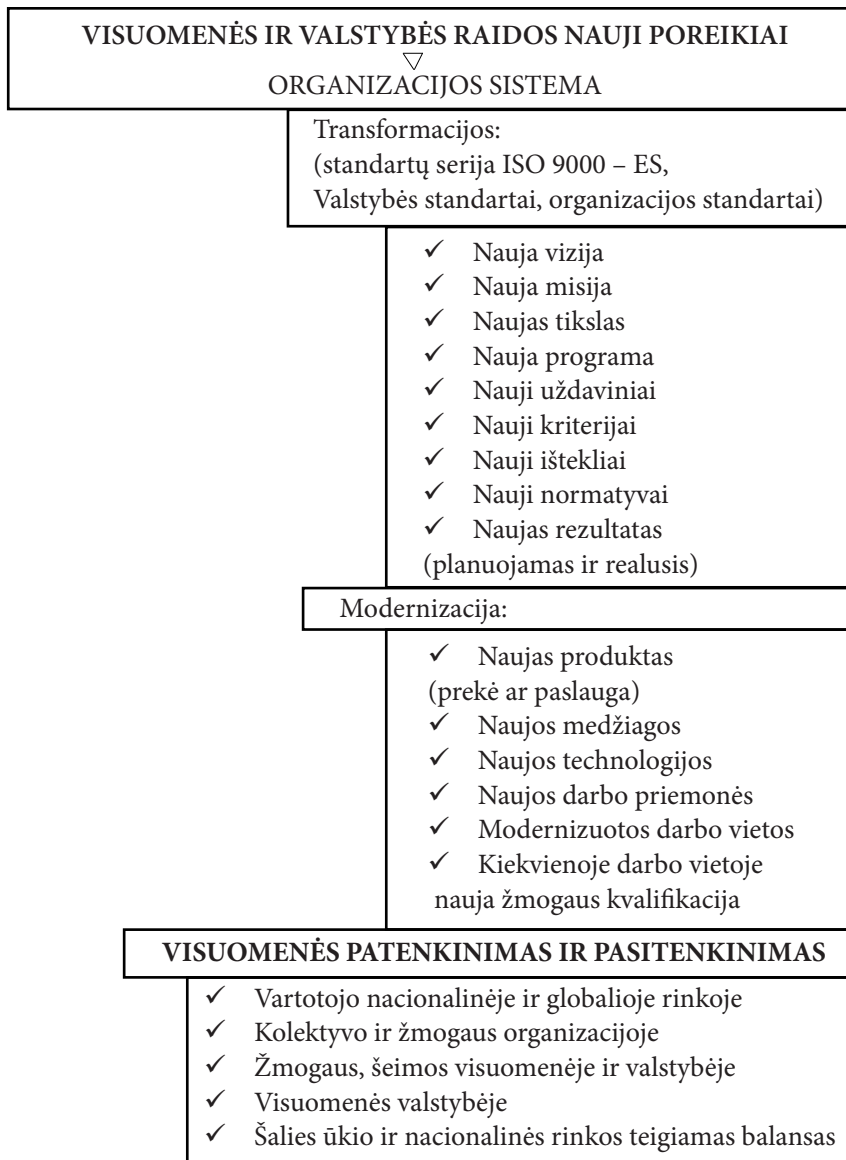 VISUOMENĖS IR VALSTYBĖS RAIDOS NAUJI POREIKIAI
ORGANIZACIJOS SISTEMA
Transformacijos:
(standartų serija ISO 9000 – ES,
Valstybės standartai, organizacijos standartai)
✓ Nauja vizija
✓ Nauja misija
✓ Naujas tikslas
✓ Nauja programa
✓ Nauji uždaviniai
✓ Nauji kriterijai
✓ Nauji ištekliai
✓ Nauji normatyvai
✓ Naujas rezultatas
(planuojamas ir realusis)
Modernizacija:
✓ Naujas produktas
(prekė ar paslauga)
✓ Naujos medžiagos
✓ Naujos technologijos
✓ Naujos darbo priemonės
✓ Modernizuotos darbo vietos
✓ Kiekvienoje darbo vietoje
nauja žmogaus kvalifikacija
VISUOMENĖS PATENKINIMAS IR PASITENKINIMAS
✓ Vartotojo nacionalinėje ir globalioje rinkoje
✓ Kolektyvo ir žmogaus organizacijoje
✓ Žmogaus, šeimos visuomenėje ir valstybėje
✓ Visuomenės valstybėje
✓ Šalies ūkio ir nacionalinės rinkos teigiamas balansas